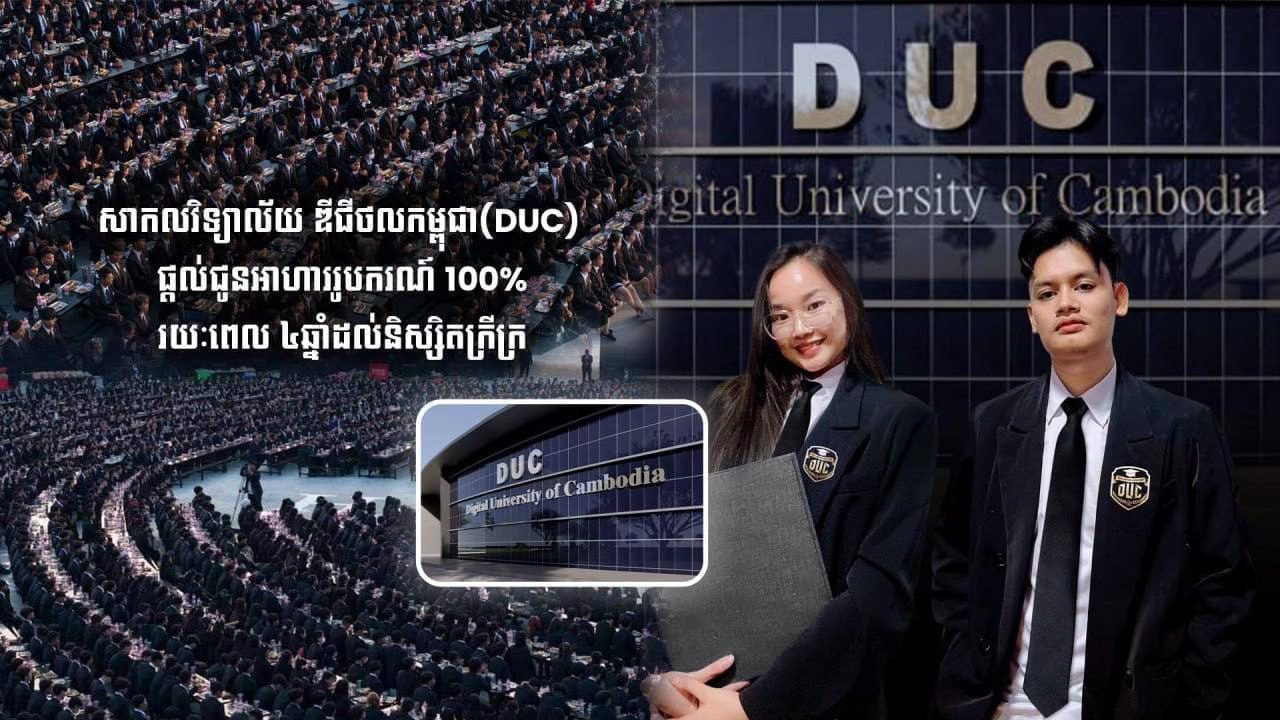 សាកលវិទ្យាល័យ ឌីជីថលកម្ពុជា(DUC)
ផ្តល់ជូនអាហារូបករណ៍ 100%
រយៈពេល ៤ឆ្នាំដល់និស្សិតក្រីក្រ
DUC
Digital University of Cambodia
DUC
Digital University of Cambodia
DUC
DUC